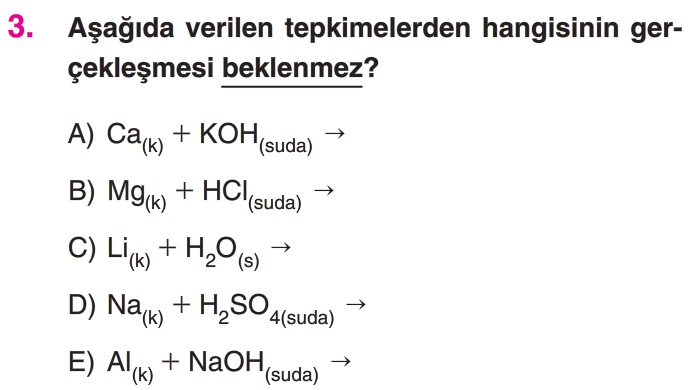 3. Aşağıda verilen tepkimelerden hangisinin ger-
çekleşmesi beklenmez?
A) Ca(k) + KOH(suda) →
B) Mg(k) + HCl(suda) →
C) Li(k) + H₂O(s) →
D) Na(k) + H₂SO₄(suda) →
E) Al(k) + NaOH(suda) →